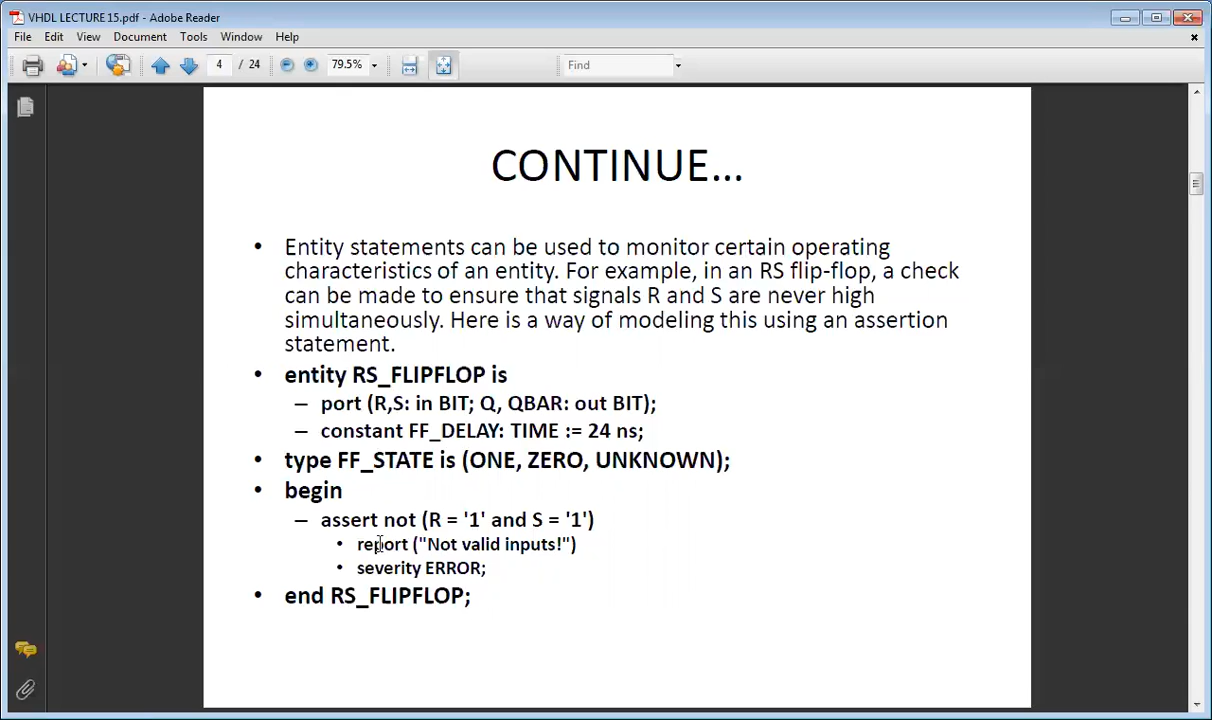 VHDL LECTURE 15.pdf - Adobe Reader
File Edit View Document Tools Window Help
4 / 24 79.5% Find
CONTINUE...
• Entity statements can be used to monitor certain operating
characteristics of an entity. For example, in an RS flip-flop, a check
can be made to ensure that signals R and S are never high
simultaneously. Here is a way of modeling this using an assertion
statement.
• entity RS_FLIPFLOP is
– port (R,S: in BIT; Q, QBAR: out BIT);
– constant FF_DELAY: TIME := 24 ns;
• type FF_STATE is (ONE, ZERO, UNKNOWN);
• begin
– assert not (R = '1' and S = '1')
• report ("Not valid inputs!")
• severity ERROR;
• end RS_FLIPFLOP;